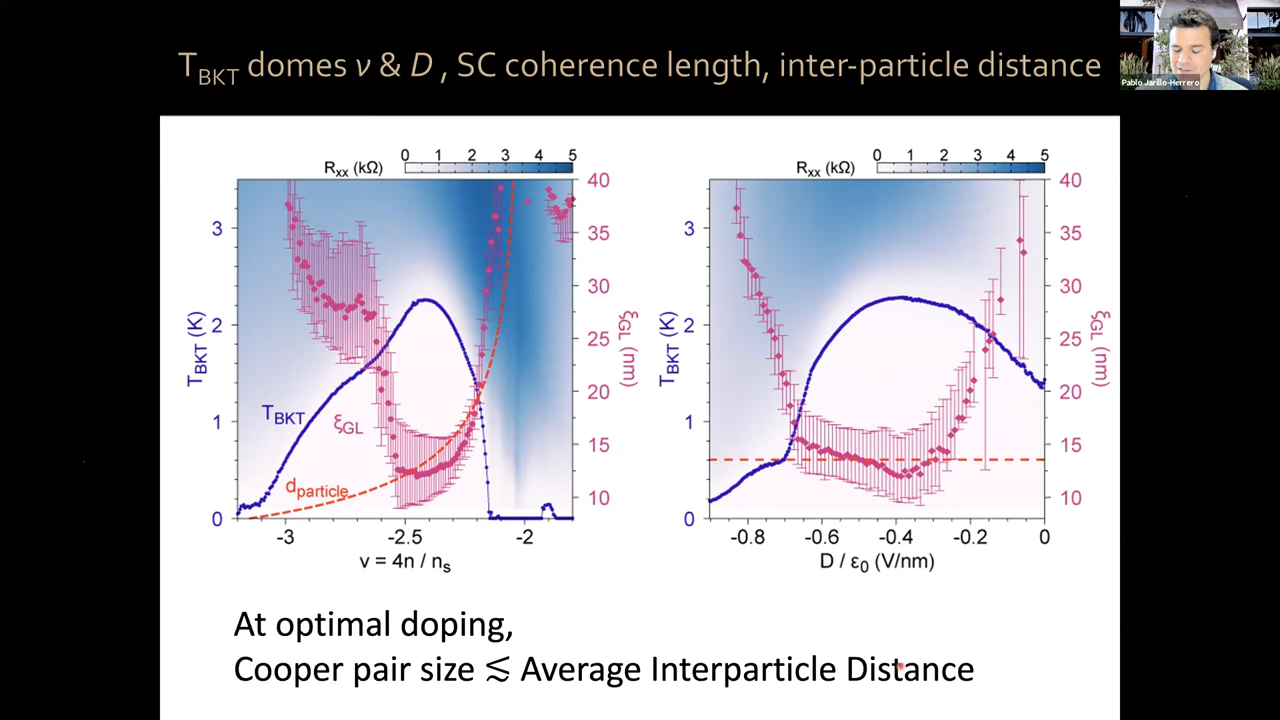 T_BKT domes ν & D , SC coherence length, inter-particle distance
Pablo Jarillo-Herrero
R_xx (kΩ)
0 1 2 3 4 5
3
2
1
0
T_BKT (K)
T_BKT
ξ_GL
d_particle
40
35
30
25
20
15
10
ξ_GL (nm)
-3 -2.5 -2
ν = 4n / n_s
R_xx (kΩ)
0 1 2 3 4 5
3
2
1
0
T_BKT (K)
40
35
30
25
20
15
10
ξ_GL (nm)
-0.8 -0.6 -0.4 -0.2 0
D / ε_0 (V/nm)
At optimal doping,
Cooper pair size ≲ Average Interparticle Distance